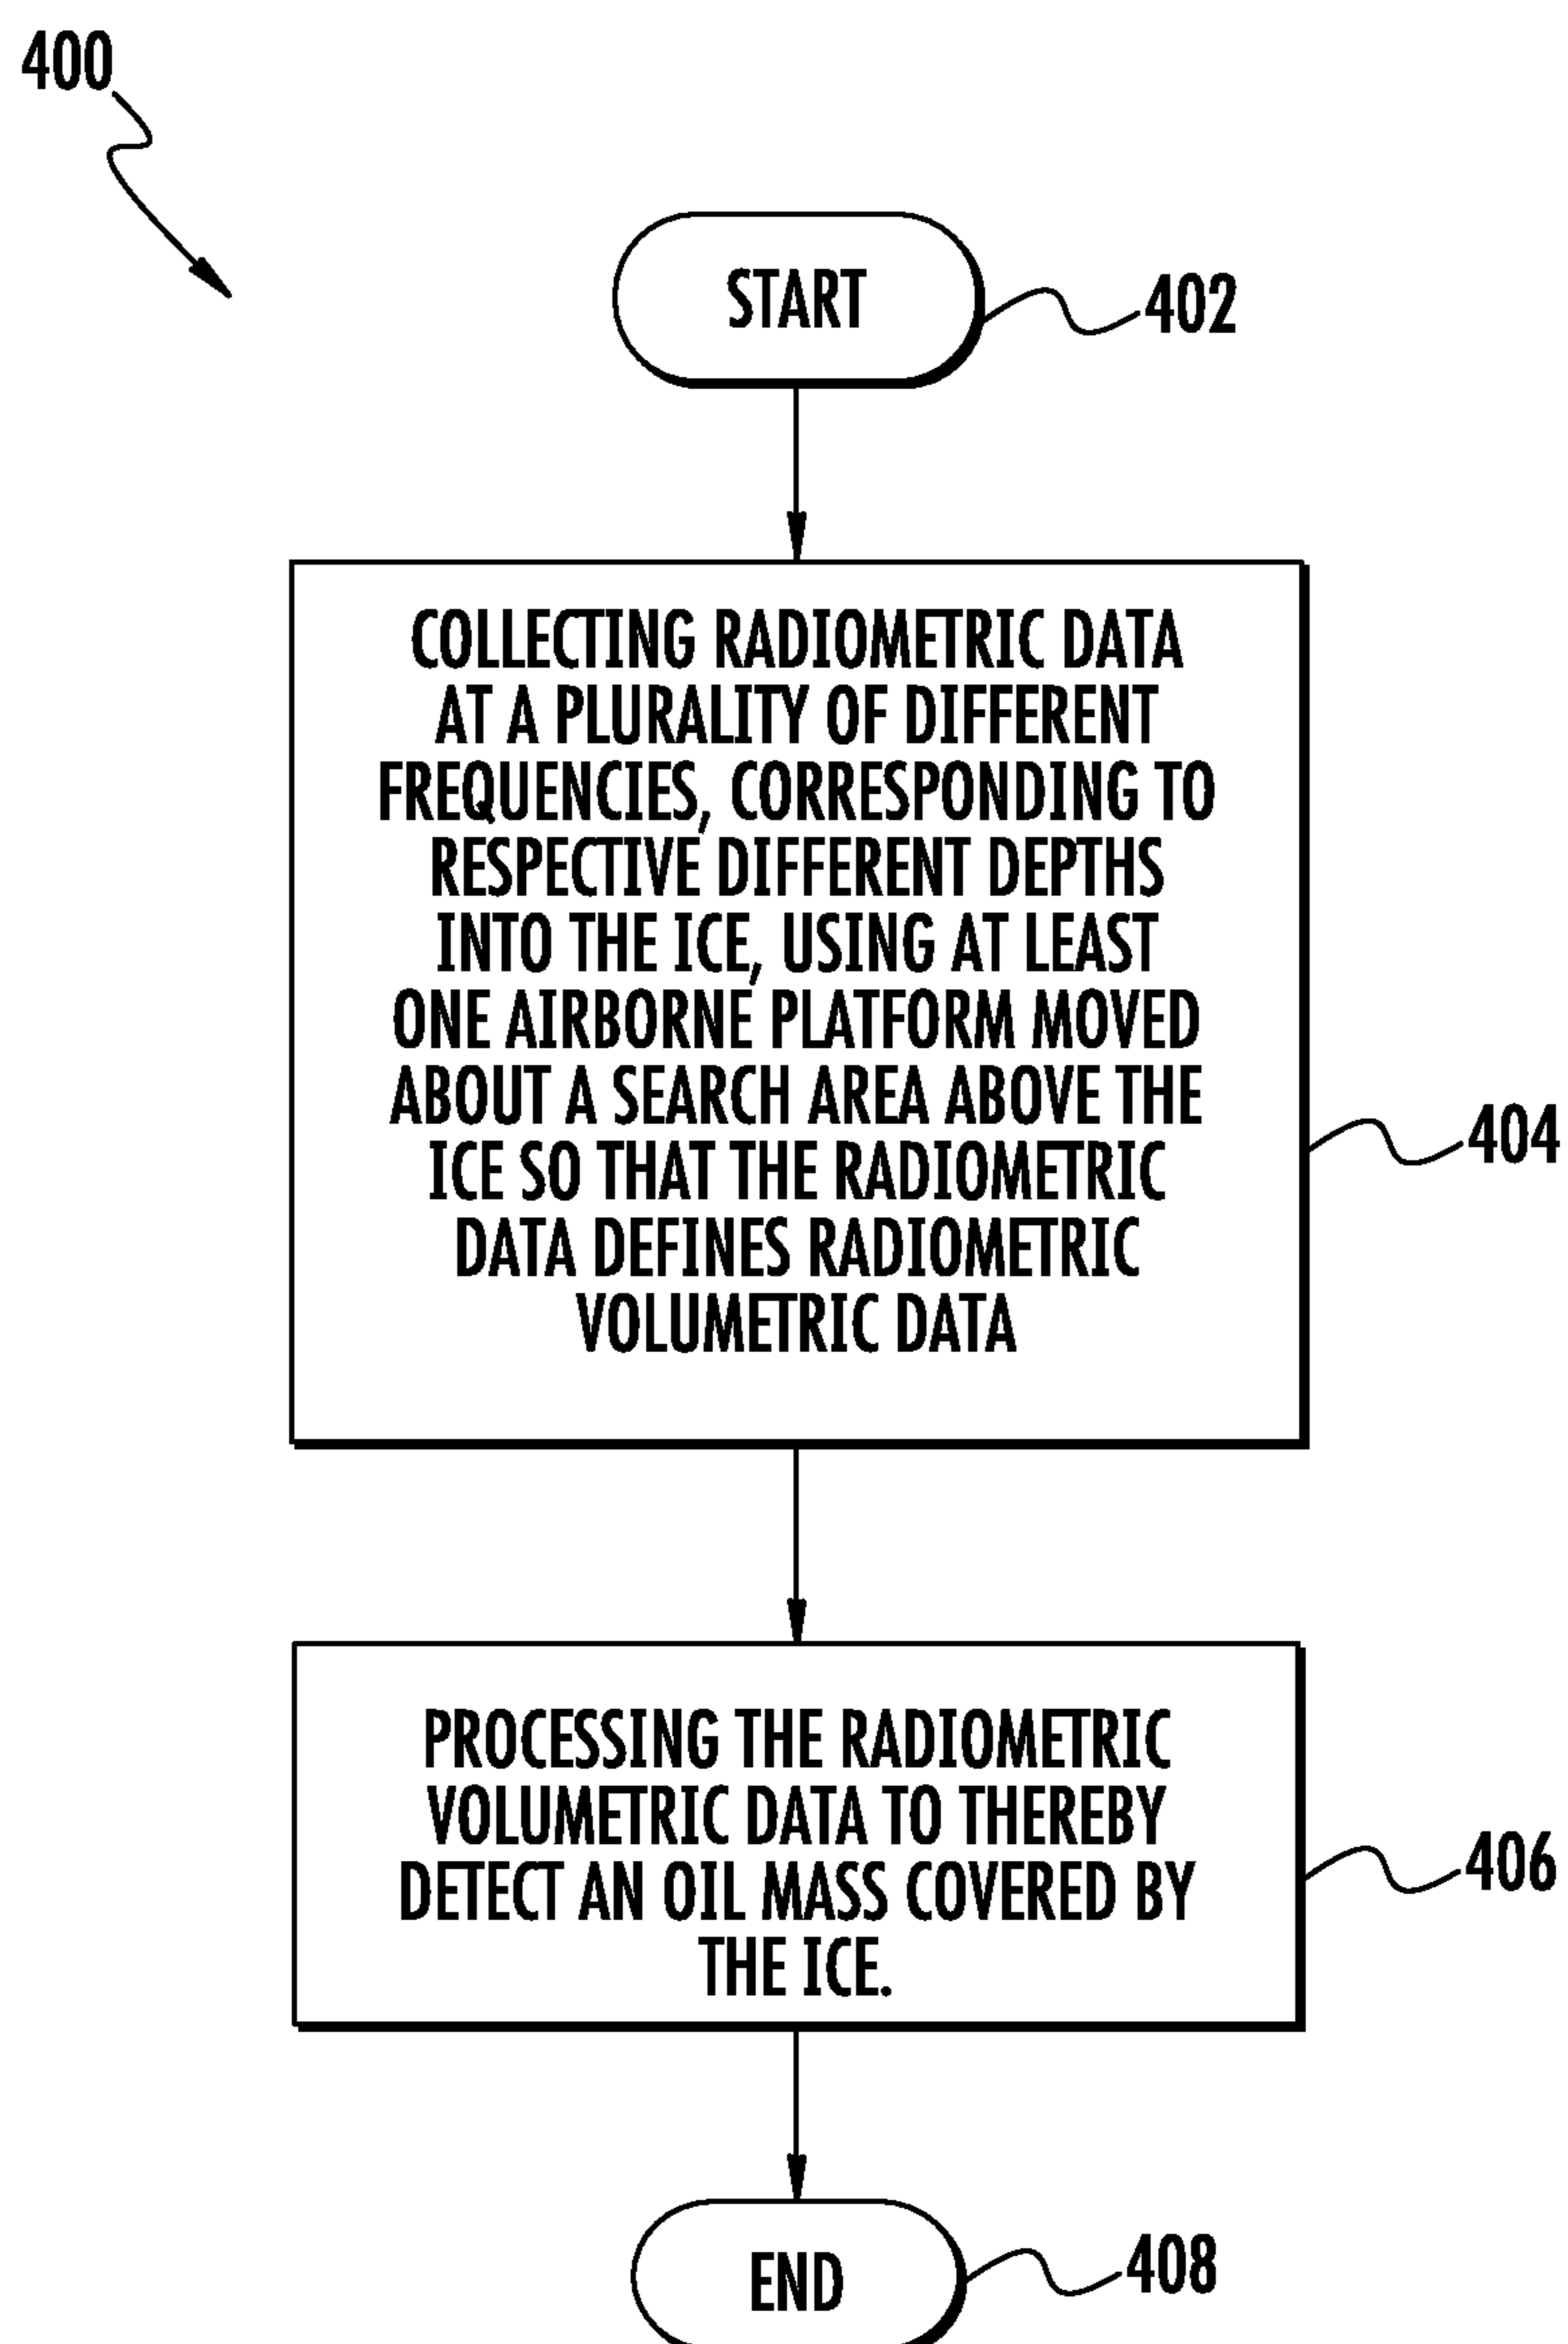 400
START
402
COLLECTING RADIOMETRIC DATA
AT A PLURALITY OF DIFFERENT
FREQUENCIES, CORRESPONDING TO
RESPECTIVE DIFFERENT DEPTHS
INTO THE ICE, USING AT LEAST
ONE AIRBORNE PLATFORM MOVED
ABOUT A SEARCH AREA ABOVE THE
ICE SO THAT THE RADIOMETRIC
DATA DEFINES RADIOMETRIC
VOLUMETRIC DATA
404
PROCESSING THE RADIOMETRIC
VOLUMETRIC DATA TO THEREBY
DETECT AN OIL MASS COVERED BY
THE ICE.
406
END
408